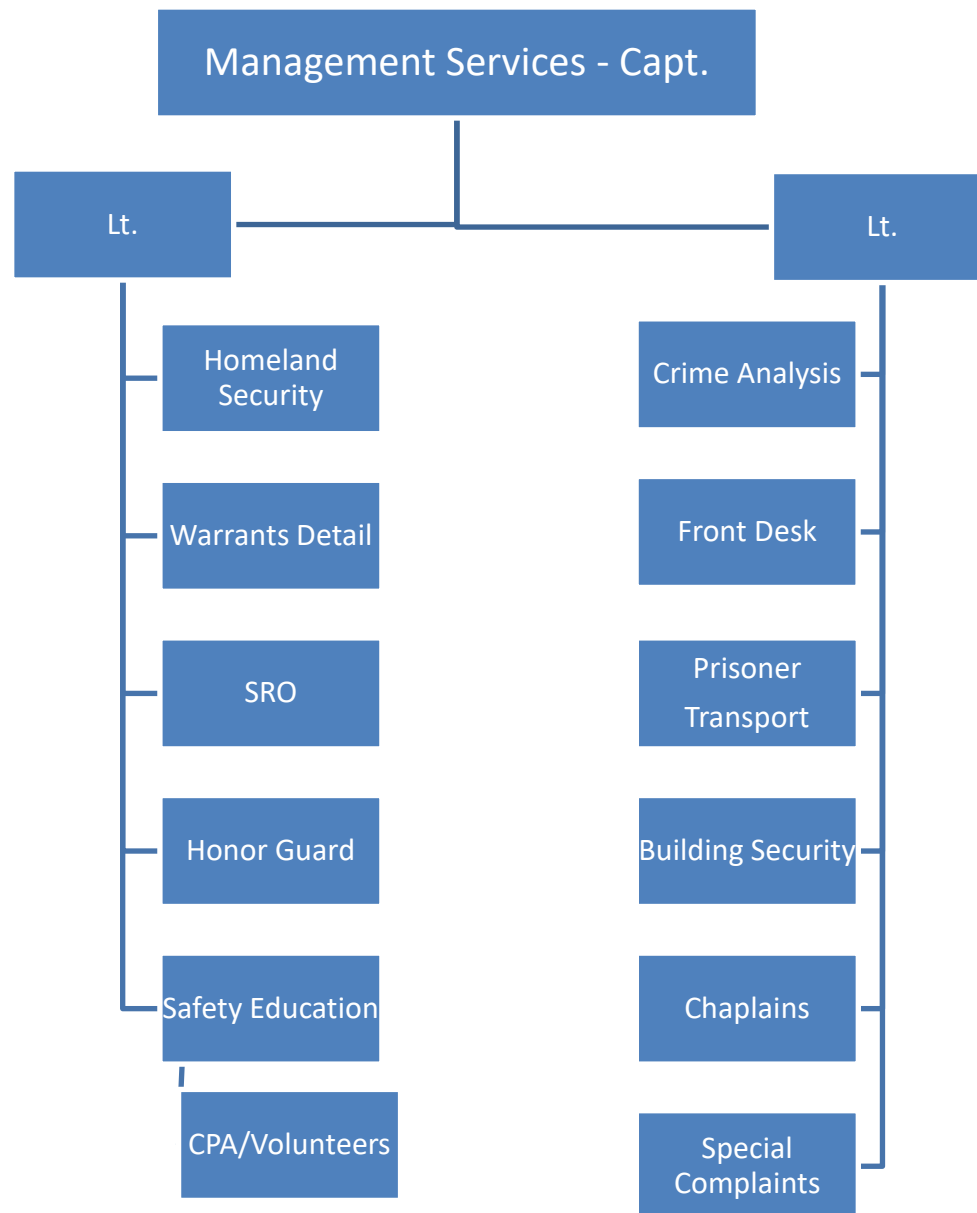 Management Services - Capt.
Lt.
Lt.
Homeland
Security
Warrants Detail
SRO
Honor Guard
Safety Education
CPA/Volunteers
Crime Analysis
Front Desk
Prisoner
Transport
Building Security
Chaplains
Special
Complaints